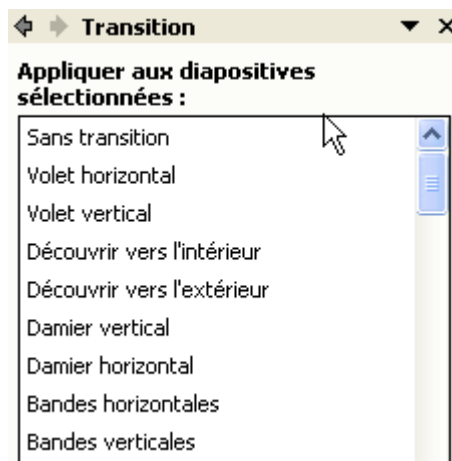 Transition
Appliquer aux diapositives
sélectionnées :
Sans transition
Volet horizontal
Volet vertical
Découvrir vers l'intérieur
Découvrir vers l'extérieur
Damier vertical
Damier horizontal
Bandes horizontales
Bandes verticales